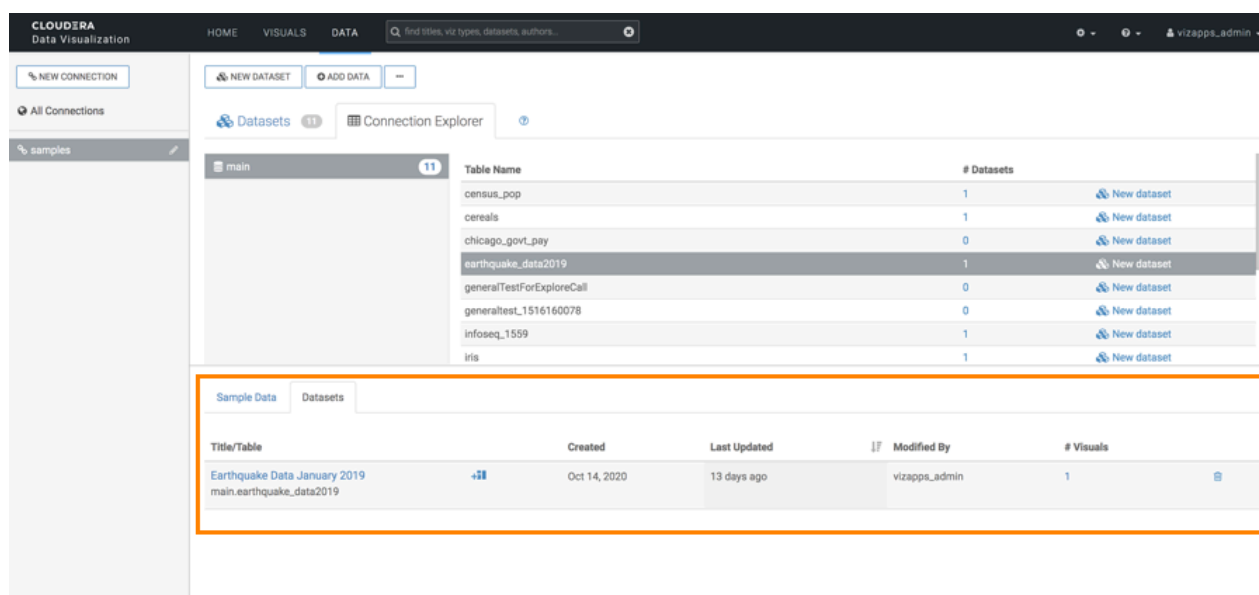 CLOUDERA
Data Visualization
HOME VISUALS DATA find titles, viz types, datasets, authors... vizapps_admin
NEW CONNECTION
All Connections
samples
NEW DATASET ADD DATA
Datasets 11 Connection Explorer
main 11
Table Name # Datasets
census_pop 1 New dataset
cereals 1 New dataset
chicago_govt_pay 0 New dataset
earthquake_data2019 1 New dataset
generalTestForExploreCall 0 New dataset
generaltest_1516160078 0 New dataset
infoseq_1559 1 New dataset
iris 1 New dataset
Sample Data Datasets
Title/Table Created Last Updated Modified By # Visuals
Earthquake Data January 2019 Oct 14, 2020 13 days ago vizapps_admin 1
main.earthquake_data2019